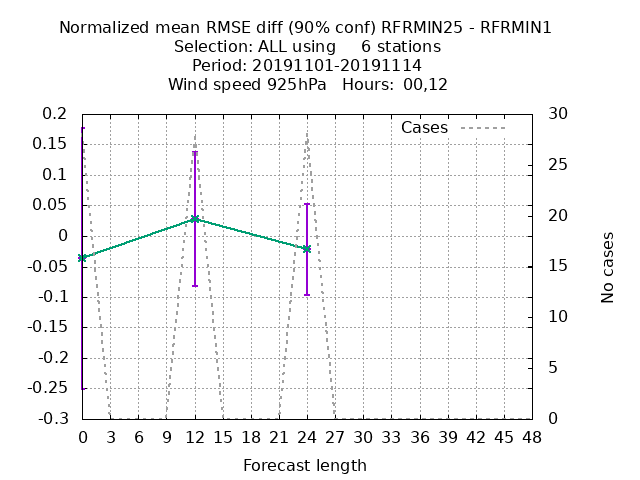 Normalized mean RMSE diff (90% conf) RFRMIN25 - RFRMIN1
Selection: ALL using     6 stations
Period: 20191101-20191114
Wind speed 925hPa   Hours:  00,12
Cases
0.2
0.15
0.1
0.05
0
-0.05
-0.1
-0.15
-0.2
-0.25
-0.3
30
25
20
15
10
5
0
No cases
0 3 6 9 12 15 18 21 24 27 30 33 36 39 42 45 48
Forecast length